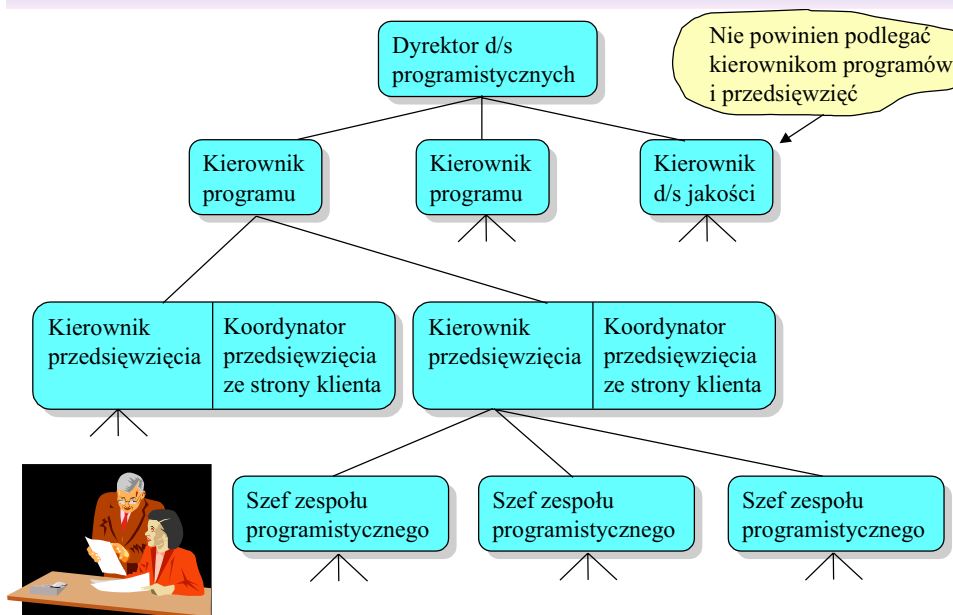 Dyrektor d/s
programistycznych
Nie powinien podlegać
kierownikom programów
i przedsięwzięć
Kierownik
programu
Kierownik
programu
Kierownik
d/s jakości
Kierownik
przedsięwzięcia
Koordynator
przedsięwzięcia
ze strony klienta
Kierownik
przedsięwzięcia
Koordynator
przedsięwzięcia
ze strony klienta
Szef zespołu
programistycznego
Szef zespołu
programistycznego
Szef zespołu
programistycznego